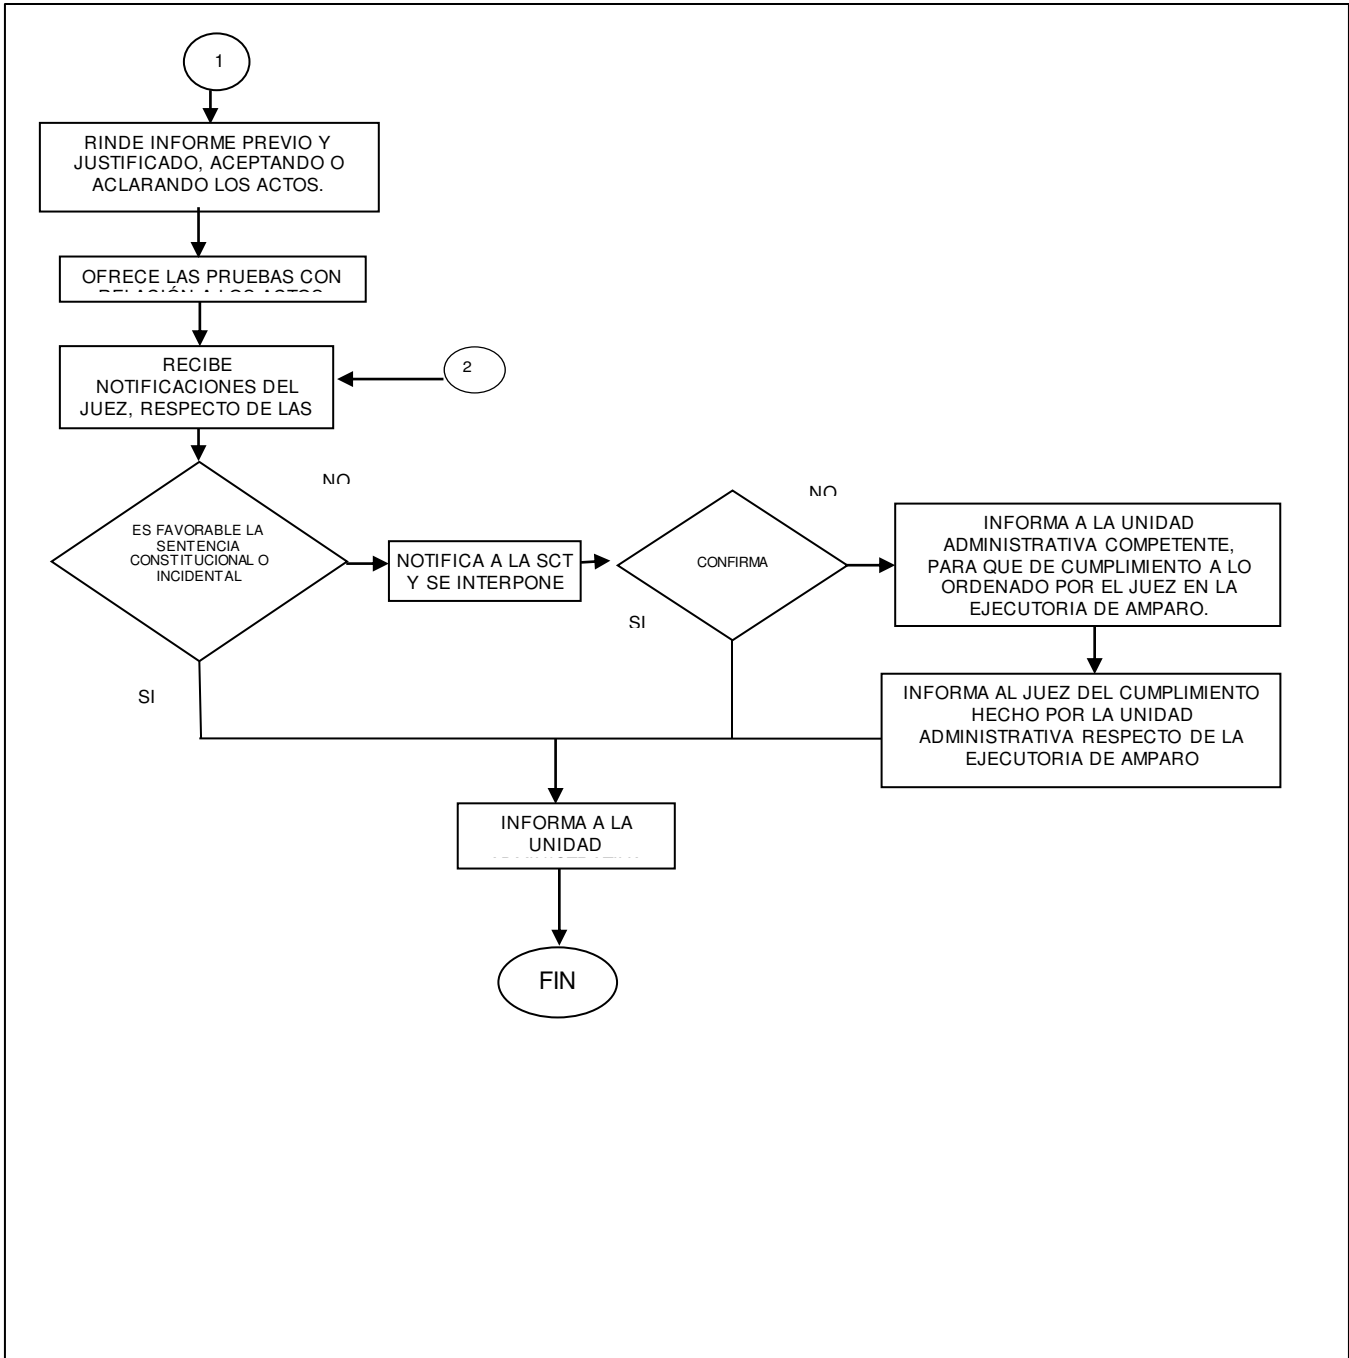 1
RINDE INFORME PREVIO Y
JUSTIFICADO, ACEPTANDO O
ACLARANDO LOS ACTOS.
OFRECE LAS PRUEBAS CON
RELACIÓN A LOS ACTOS
RECIBE
NOTIFICACIONES DEL
JUEZ, RESPECTO DE LAS
2
ES FAVORABLE LA
SENTENCIA
CONSTITUCIONAL O
INCIDENTAL
NO
SI
NOTIFICA A LA SCT
Y SE INTERPONE
CONFIRMA
NO
SI
INFORMA A LA UNIDAD
ADMINISTRATIVA COMPETENTE,
PARA QUE DE CUMPLIMIENTO A LO
ORDENADO POR EL JUEZ EN LA
EJECUTORIA DE AMPARO.
INFORMA AL JUEZ DEL CUMPLIMIENTO
HECHO POR LA UNIDAD
ADMINISTRATIVA RESPECTO DE LA
EJECUTORIA DE AMPARO
INFORMA A LA
UNIDAD
FIN